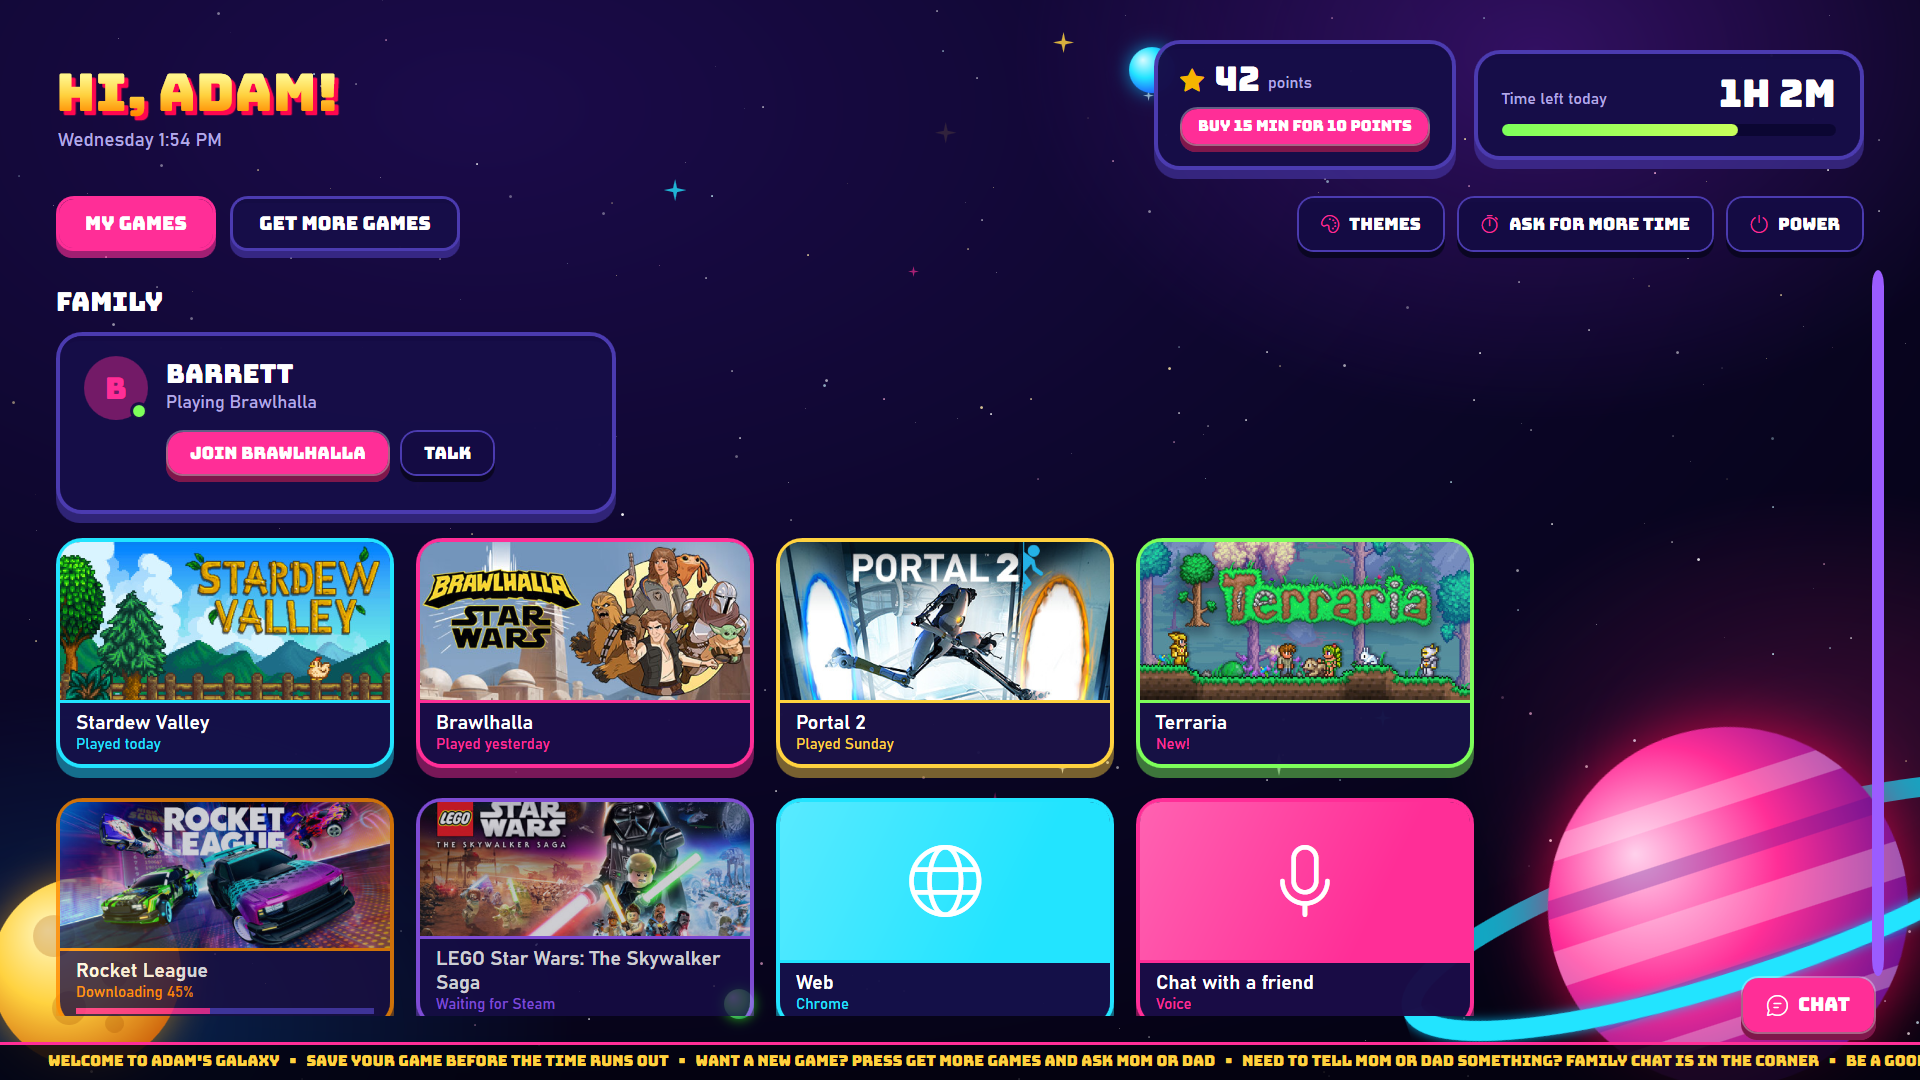 HI, ADAM!
Wednesday 1:54 PM
42 points
BUY 15 MIN FOR 10 POINTS
Time left today
1H 2M
MY GAMES
GET MORE GAMES
THEMES
ASK FOR MORE TIME
POWER
FAMILY
B
BARRETT
Playing Brawlhalla
JOIN BRAWLHALLA
TALK
STARDEW
VALLEY
Stardew Valley
Played today
BRAWLHALLA
STAR
WARS
Brawlhalla
Played yesterday
PORTAL 2
Portal 2
Played Sunday
Terraria
Terraria
New!
ROCKET
LEAGUE
Rocket League
Downloading 45%
LEGO
STAR
WARS
THE SKYWALKER SAGA
LEGO Star Wars: The Skywalker
Saga
Waiting for Steam
Web
Chrome
Chat with a friend
Voice
CHAT
WELCOME TO ADAM'S GALAXY ▪ SAVE YOUR GAME BEFORE THE TIME RUNS OUT ▪ WANT A NEW GAME? PRESS GET MORE GAMES AND ASK MOM OR DAD ▪ NEED TO TELL MOM OR DAD SOMETHING? FAMILY CHAT IS IN THE CORNER ▪ BE A